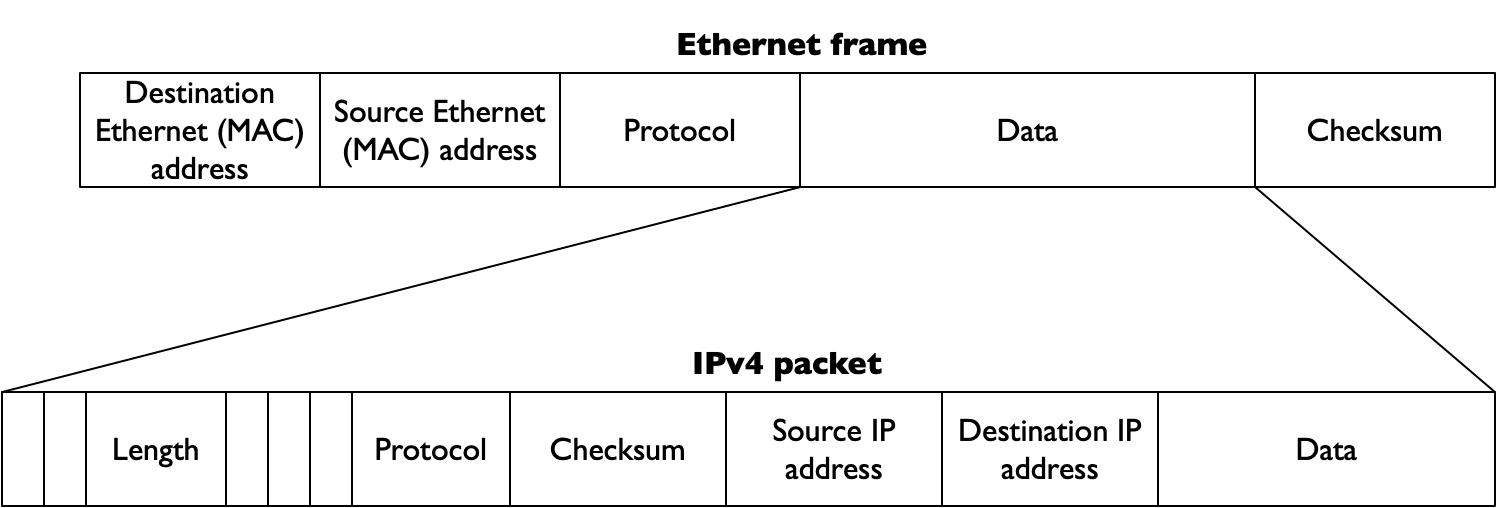 Ethernet frame
Destination
Ethernet (MAC)
address
Source Ethernet
(MAC) address
Protocol
Data
Checksum
IPv4 packet
Length
Protocol
Checksum
Source IP
address
Destination IP
address
Data